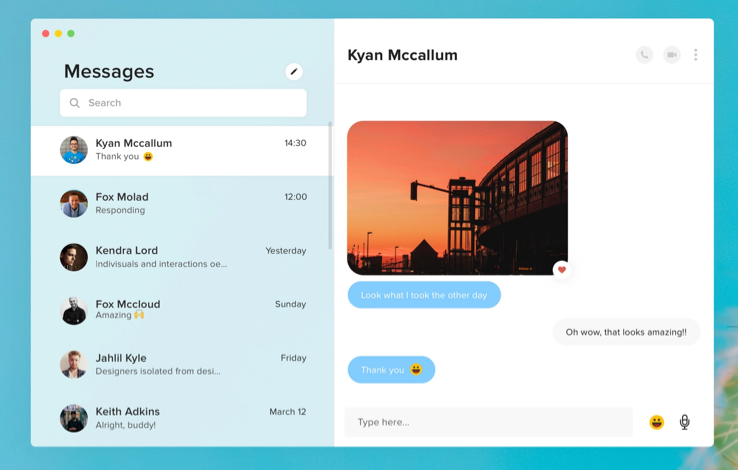 Messages
Search
Kyan Mccallum
14:30
Thank you 😀
Fox Molad
12:00
Responding
Kendra Lord
Yesterday
Indivisuals and interactions oe...
Fox Mccloud
Sunday
Amazing 🙌
Jahlil Kyle
Friday
Designers isolated from desi...
Keith Adkins
March 12
Alright, buddy!
Kyan Mccallum
Look what I took the other day
Oh wow, that looks amazing!!
Thank you 😀
Type here...